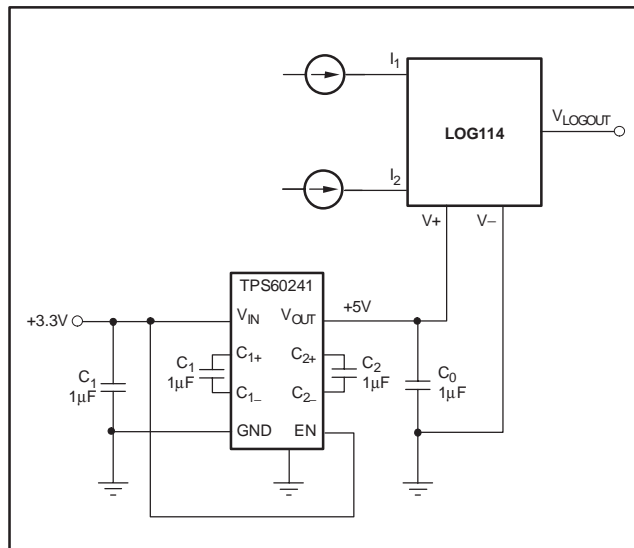 I1
LOG114
VLOGOUT
I2
V+
V–
TPS60241
+3.3V
VIN
VOUT
+5V
C1
1μF
C1
1μF
C1+
C1–
C2+
C2–
C2
1μF
C0
1μF
GND
EN